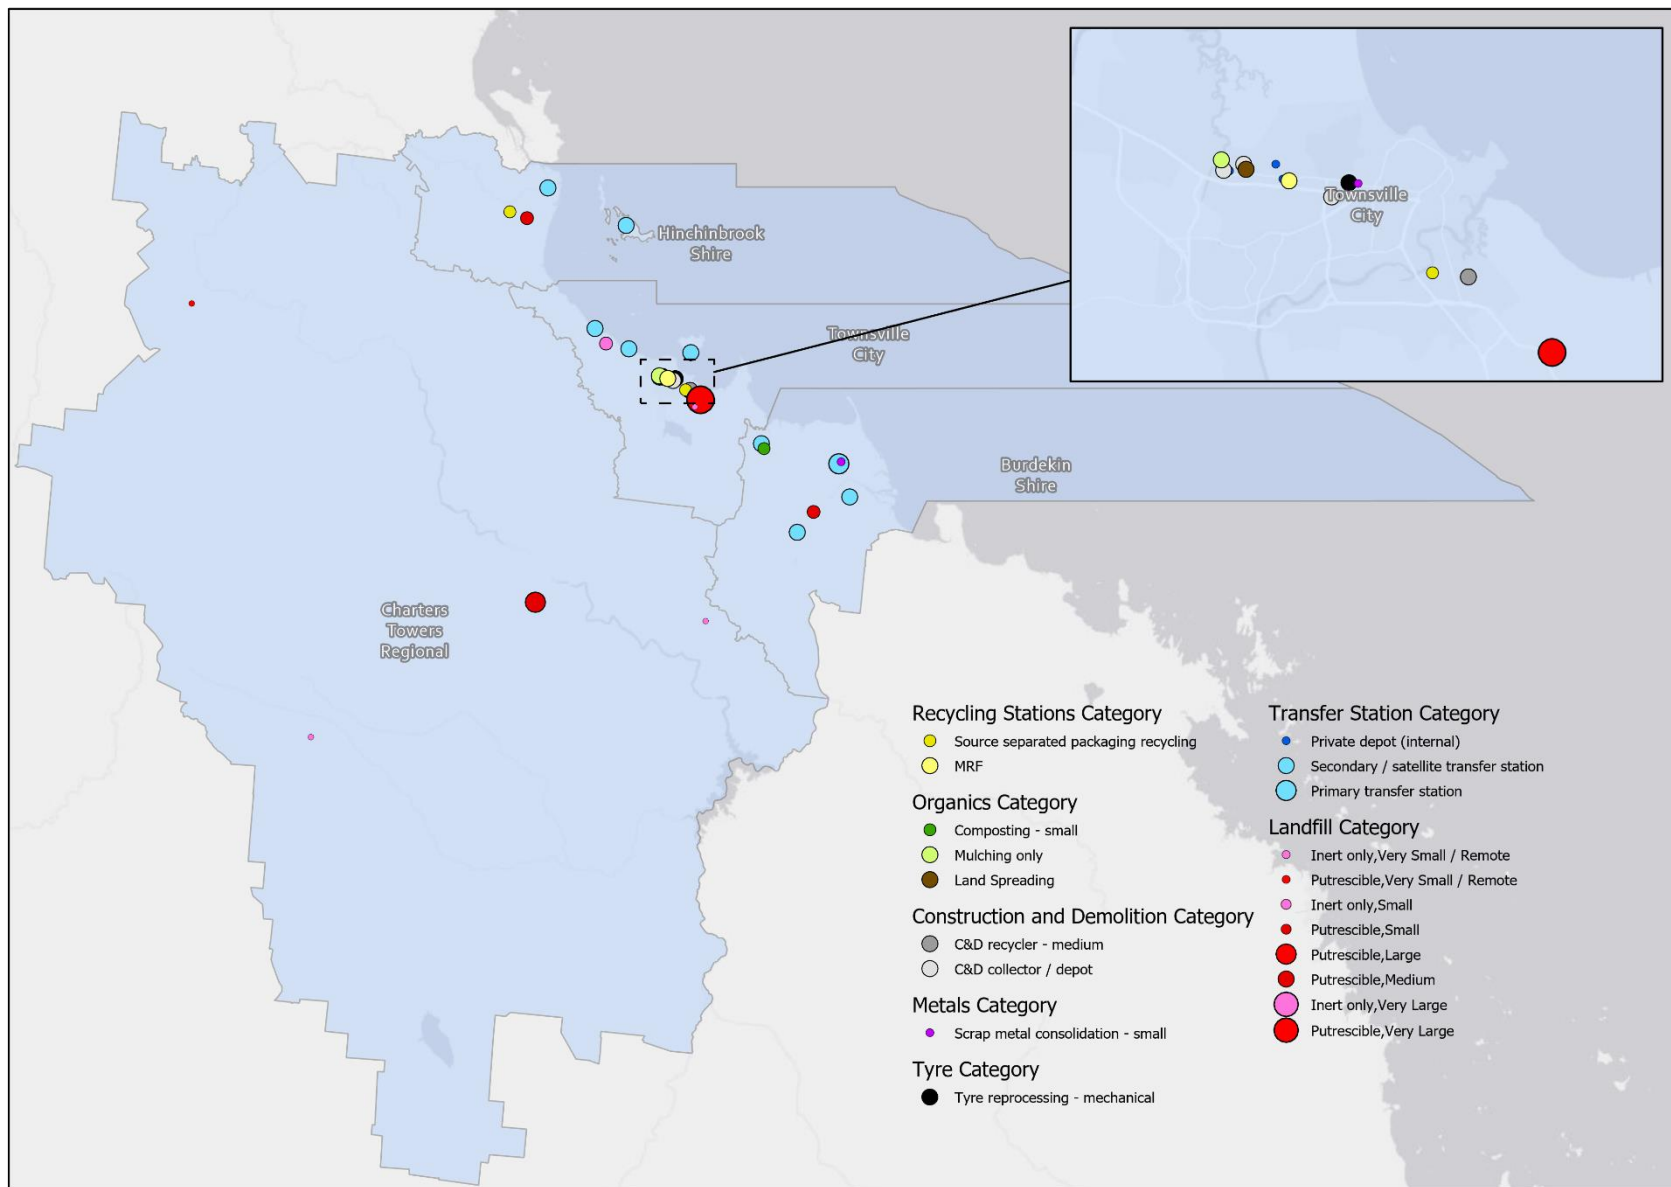 Hinchinbrook
Shire
Townsville
City
Townsville
City
Burdekin
Shire
Charters
Towers
Regional
Recycling Stations Category
Source separated packaging recycling
MRF
Organics Category
Composting - small
Mulching only
Land Spreading
Construction and Demolition Category
C&D recycler - medium
C&D collector / depot
Metals Category
Scrap metal consolidation - small
Tyre Category
Tyre reprocessing - mechanical
Transfer Station Category
Private depot (internal)
Secondary / satellite transfer station
Primary transfer station
Landfill Category
Inert only,Very Small / Remote
Putrescible,Very Small / Remote
Inert only,Small
Putrescible,Small
Putrescible,Large
Putrescible,Medium
Inert only,Very Large
Putrescible,Very Large